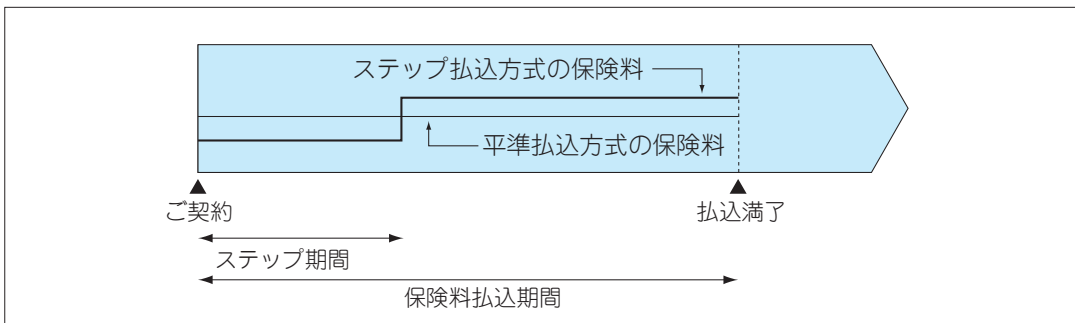 ステップ払込方式の保険料
平準払込方式の保険料
ご契約
払込満了
ステップ期間
保険料払込期間